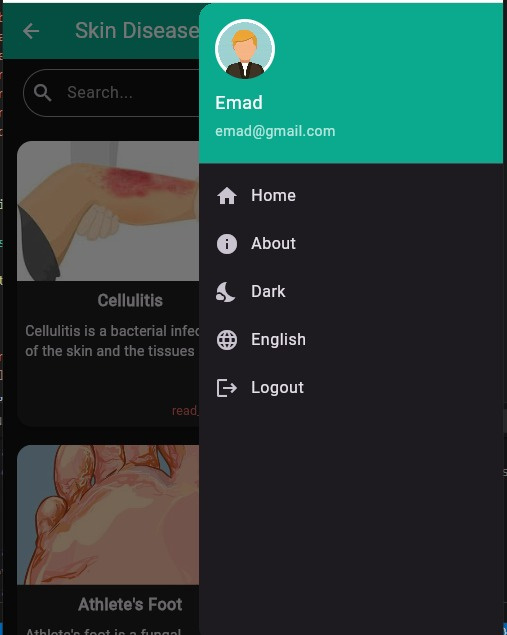 Skin Disease
Search...
Cellulitis
Cellulitis is a bacterial infec
of the skin and the tissues
read_
Athlete's Foot
Athlete's foot is a fungal
Emad
emad@gmail.com
Home
About
Dark
English
Logout